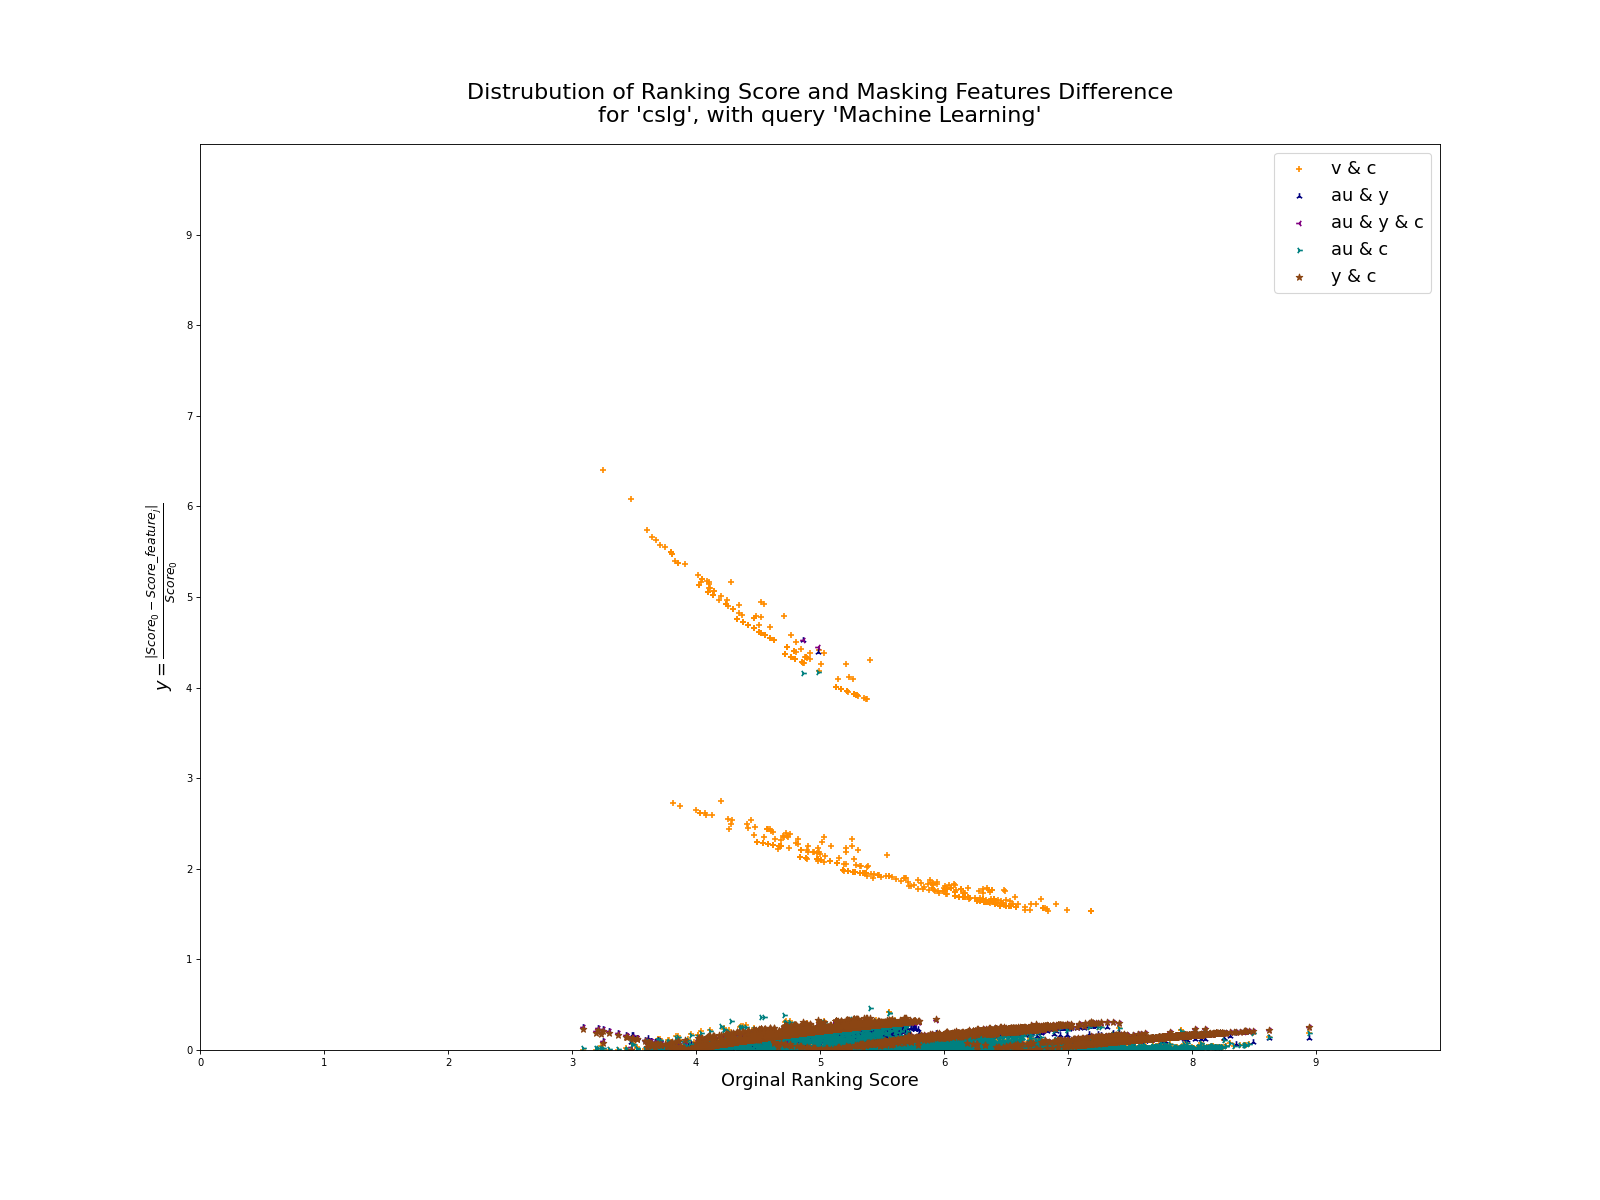 Distrubution of Ranking Score and Masking Features Difference
for 'cslg', with query 'Machine Learning'
v & c
au & y
au & y & c
au & c
y & c
9
8
7
6
5
4
3
2
1
0
y = |Score_0 − Score_feature_j| / Score_0
0 1 2 3 4 5 6 7 8 9
Orginal Ranking Score